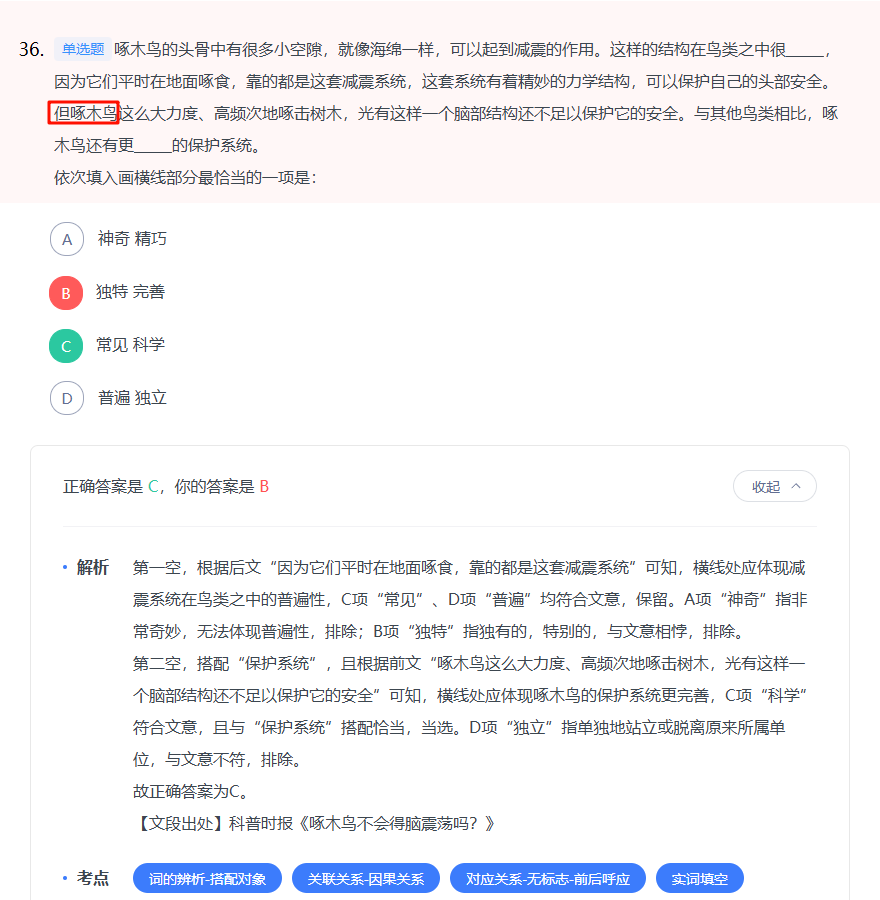 36. 单选题 啄木鸟的头骨中有很多小空隙，就像海绵一样，可以起到减震的作用。这样的结构在鸟类之中很_____，
因为它们平时在地面啄食，靠的都是这套减震系统，这套系统有着精妙的力学结构，可以保护自己的头部安全。
但啄木鸟这么大力度、高频次地啄击树木，光有这样一个脑部结构还不足以保护它的安全。与其他鸟类相比，啄
木鸟还有更_____的保护系统。
依次填入画横线部分最恰当的一项是：
A 神奇 精巧
B 独特 完善
C 常见 科学
D 普遍 独立
正确答案是 C，你的答案是 B 收起
• 解析 第一空，根据后文“因为它们平时在地面啄食，靠的都是这套减震系统”可知，横线处应体现减
震系统在鸟类之中的普遍性，C项“常见”、D项“普遍”均符合文意，保留。A项“神奇”指非
常奇妙，无法体现普遍性，排除；B项“独特”指独有的，特别的，与文意相悖，排除。
第二空，搭配“保护系统”，且根据前文“啄木鸟这么大力度、高频次地啄击树木，光有这样一
个脑部结构还不足以保护它的安全”可知，横线处应体现啄木鸟的保护系统更完善，C项“科学”
符合文意，且与“保护系统”搭配恰当，当选。D项“独立”指单独地站立或脱离原来所属单
位，与文意不符，排除。
故正确答案为C。
【文段出处】科普时报《啄木鸟不会得脑震荡吗？》
• 考点 词的辨析-搭配对象 关联关系-因果关系 对应关系-无标志-前后呼应 实词填空